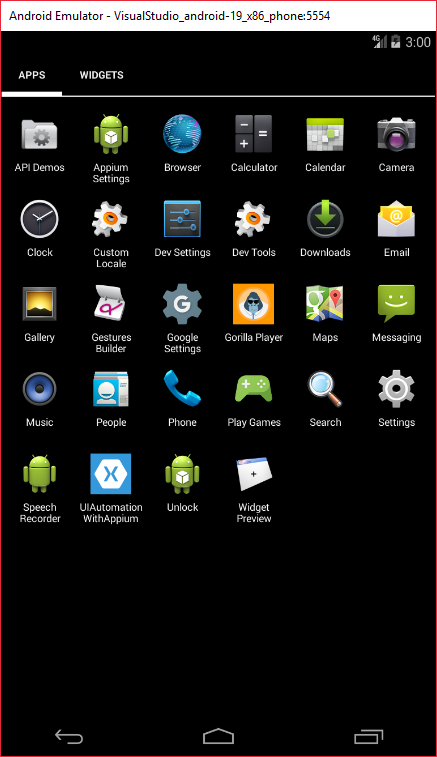 Android Emulator - VisualStudio_android-19_x86_phone:5554
4G 3:00
APPS WIDGETS
API Demos
Appium
Settings
Browser
Calculator
Calendar
Camera
Clock
Custom
Locale
Dev Settings
Dev Tools
Downloads
Email
Gallery
Gestures
Builder
Google
Settings
Gorilla Player
Maps
Messaging
Music
People
Phone
Play Games
Search
Settings
Speech
Recorder
UIAutomation
WithAppium
Unlock
Widget
Preview